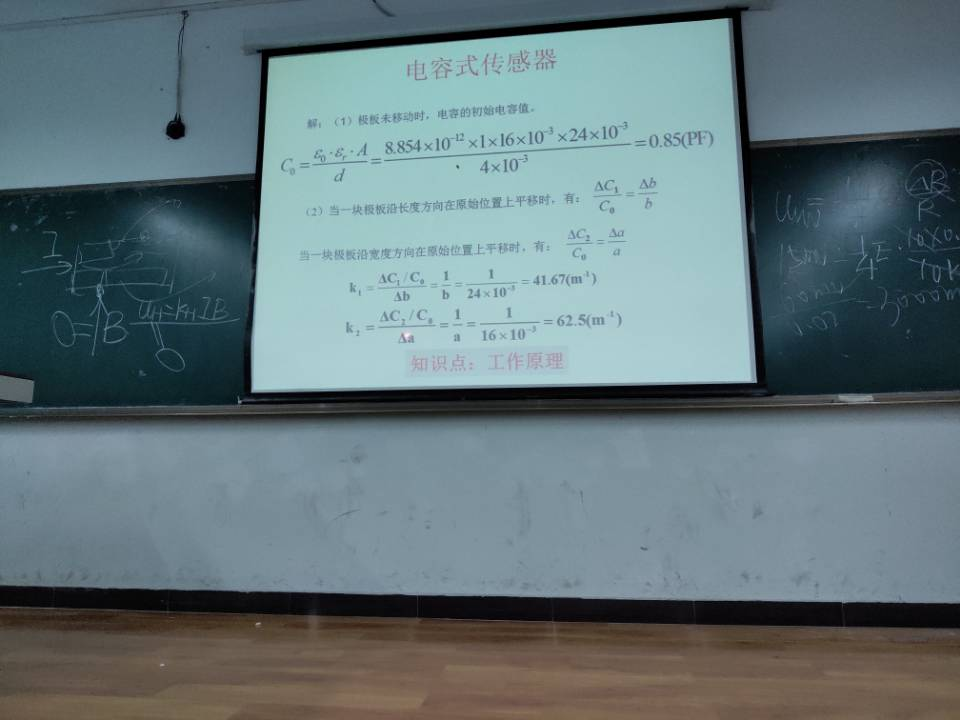 电容式传感器
解：（1）极板未移动时，电容的初始电容值。
C₀ = ε₀·εᵣ·A / d = 8.854×10⁻¹²×1×16×10⁻³×24×10⁻³ / 4×10⁻³ = 0.85(PF)
（2）当一块极板沿长度方向在原始位置上平移时，有： ΔC₁/C₀ = Δb/b
当一块极板沿宽度方向在原始位置上平移时，有： ΔC₂/C₀ = Δa/a
k₁ = ΔC₁/C₀ / Δb = 1/b = 1 / 24×10⁻³ = 41.67(m⁻¹)
k₂ = ΔC₂/C₀ / Δa = 1/a = 1 / 16×10⁻³ = 62.5(m⁻¹)
知识点：工作原理
I
B
U_H=K_H I B
ΔR
R